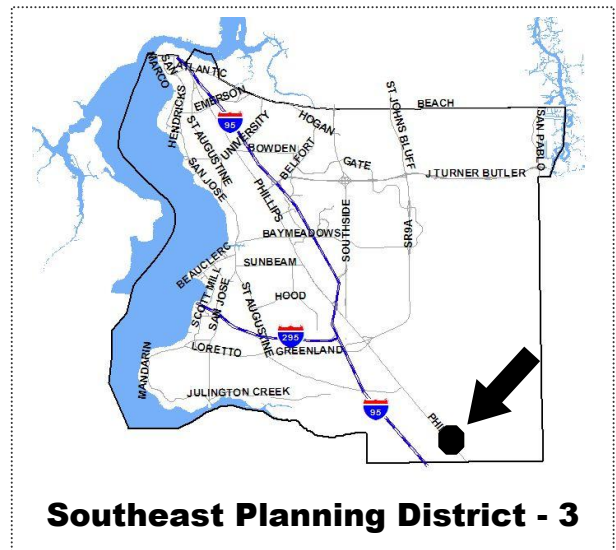 SAN
MARCO
ATLANTIC
HENDRICKS
EMERSON
95
UNIVERSITY
ST AUGUSTINE
HOGAN
ST JOHNS BLUFF
BEACH
SAN PABLO
BOWDEN
BELFORT
GATE
J TURNER BUTLER
SAN JOSE
PHILLIPS
BAYMEADOWS
SOUTHSIDE
SR9A
BEAUCLERC
SUNBEAM
SCOTT MILL
SAN JOSE
ST AUGUSTINE
HOOD
295
LORETTO
GREENLAND
MANDARIN
JULINGTON CREEK
95
PHI
Southeast Planning District - 3